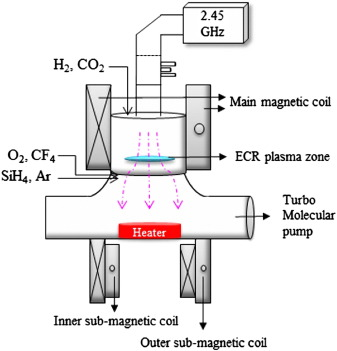 2.45
GHz
H2, CO2
Main magnetic coil
O2, CF4
ECR plasma zone
SiH4, Ar
Turbo
Molecular
pump
Heater
Inner sub-magnetic coil
Outer sub-magnetic coil